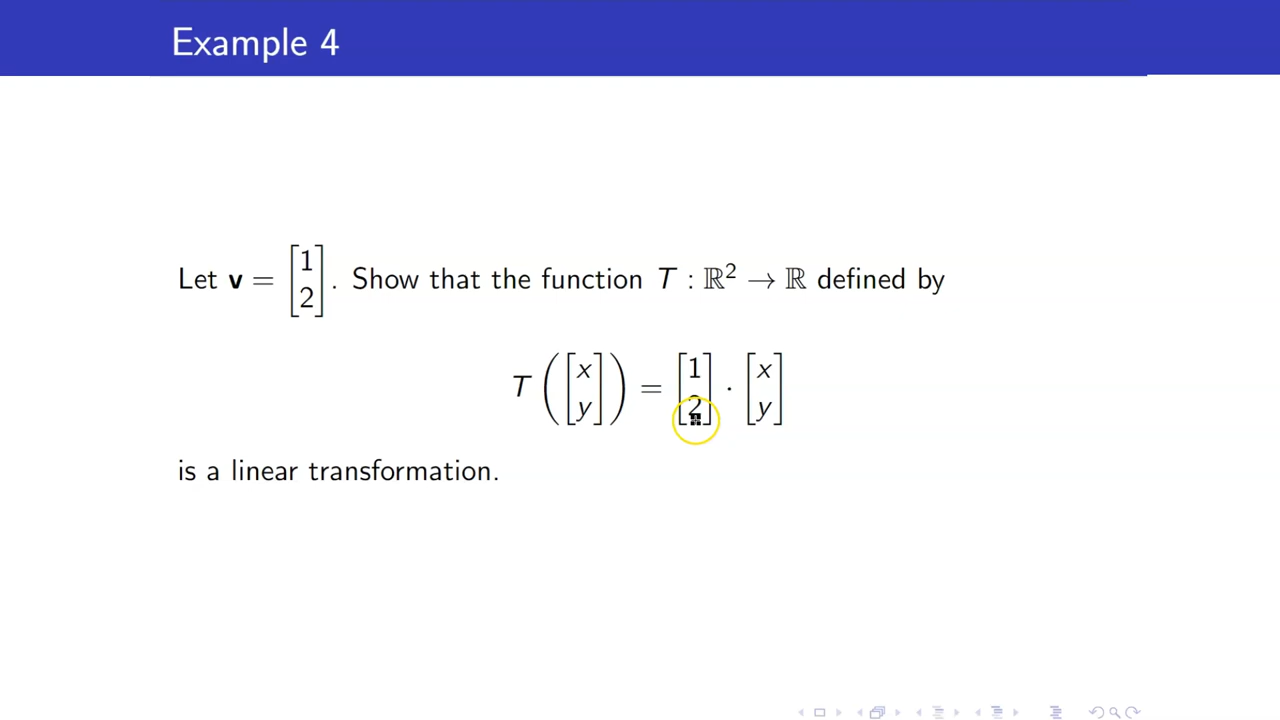 Example 4
Let v = [1 2]. Show that the function T : ℝ² → ℝ defined by
T([x y]) = [1 2] · [x y]
is a linear transformation.